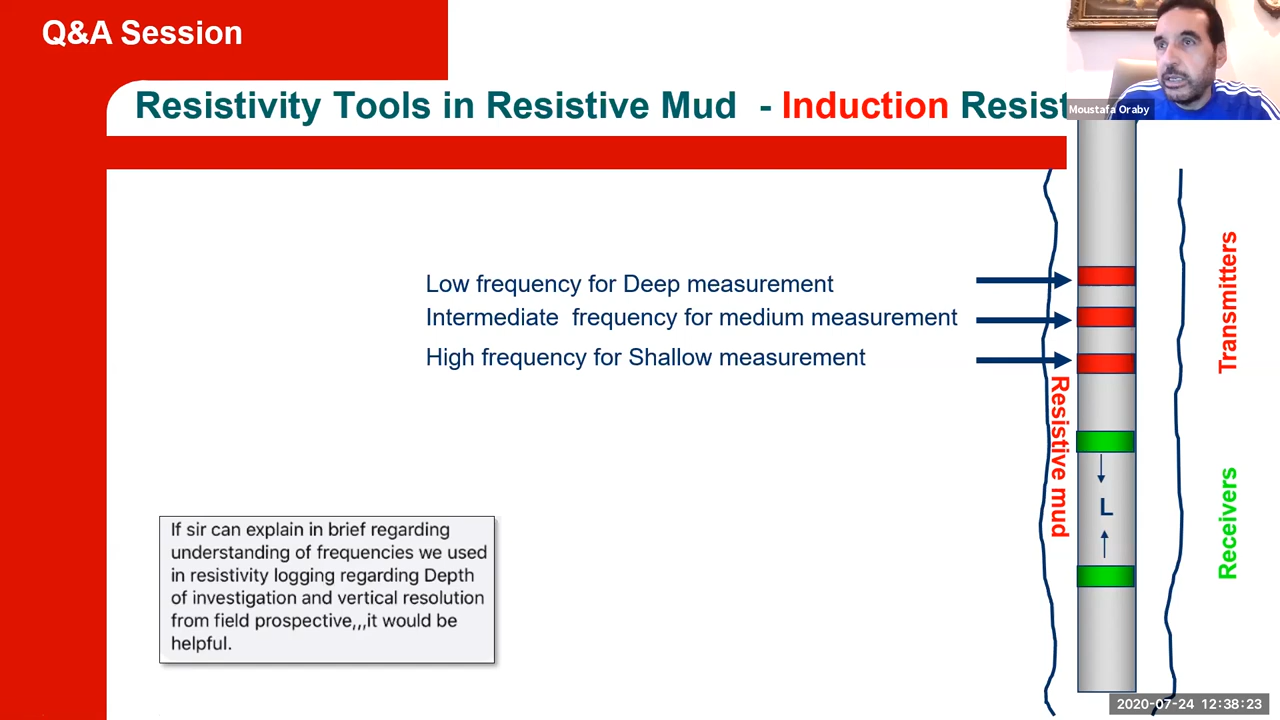 Q&A Session
Resistivity Tools in Resistive Mud - Induction Resist
Moustafa Oraby
Low frequency for Deep measurement
Intermediate frequency for medium measurement
High frequency for Shallow measurement
Transmitters
Resistive mud
L
Receivers
If sir can explain in brief regarding
understanding of frequencies we used
in resistivity logging regarding Depth
of investigation and vertical resolution
from field prospective,,,it would be
helpful.
2020-07-24 12:38:23